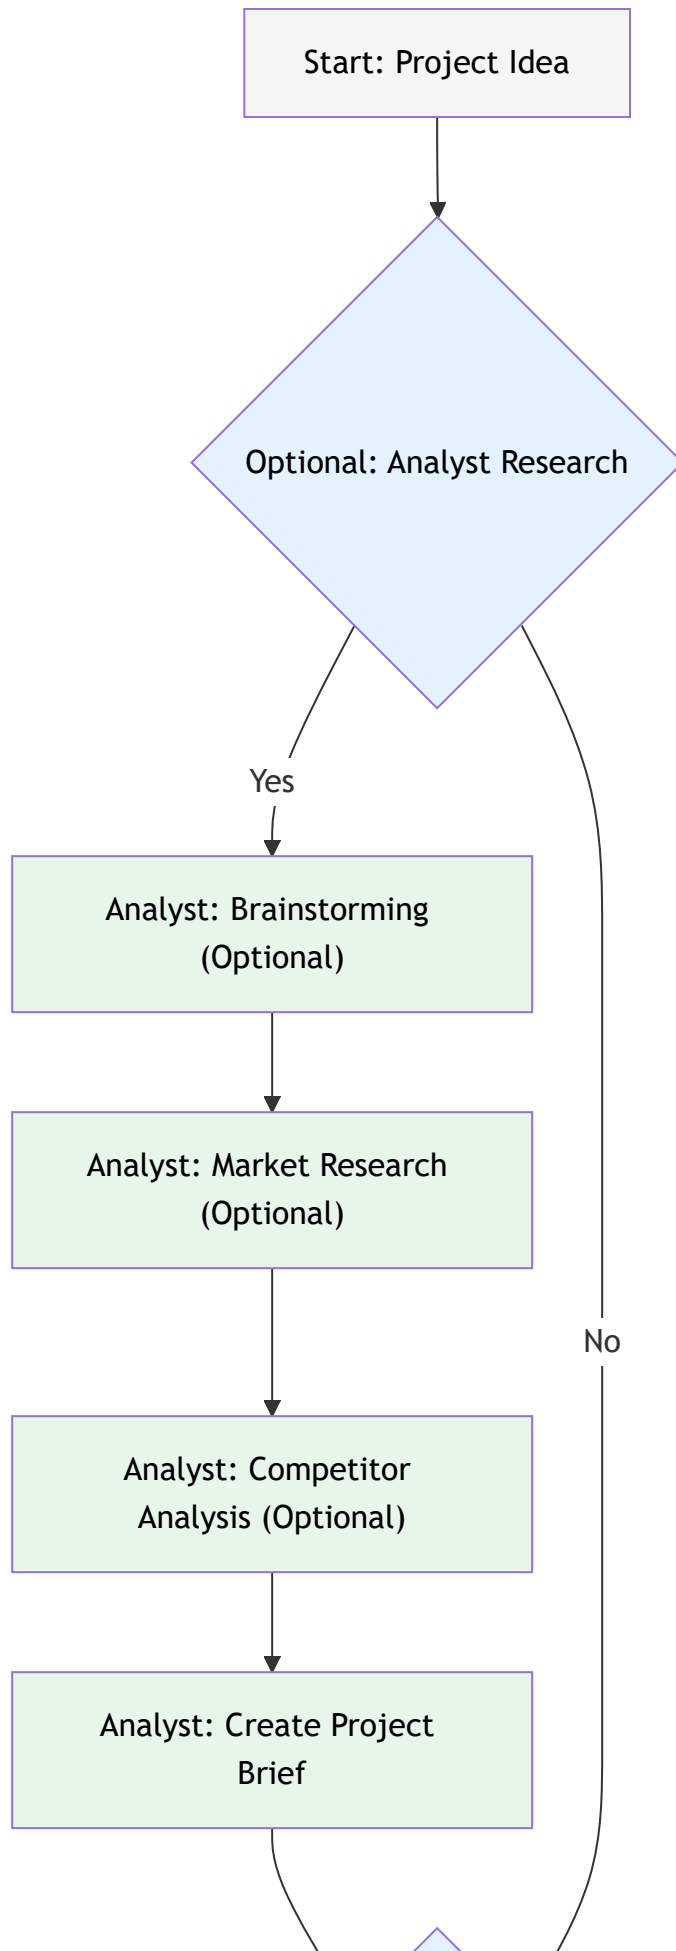 Start: Project Idea
Optional: Analyst Research
Yes
Analyst: Brainstorming
(Optional)
Analyst: Market Research
(Optional)
No
Analyst: Competitor
Analysis (Optional)
Analyst: Create Project
Brief